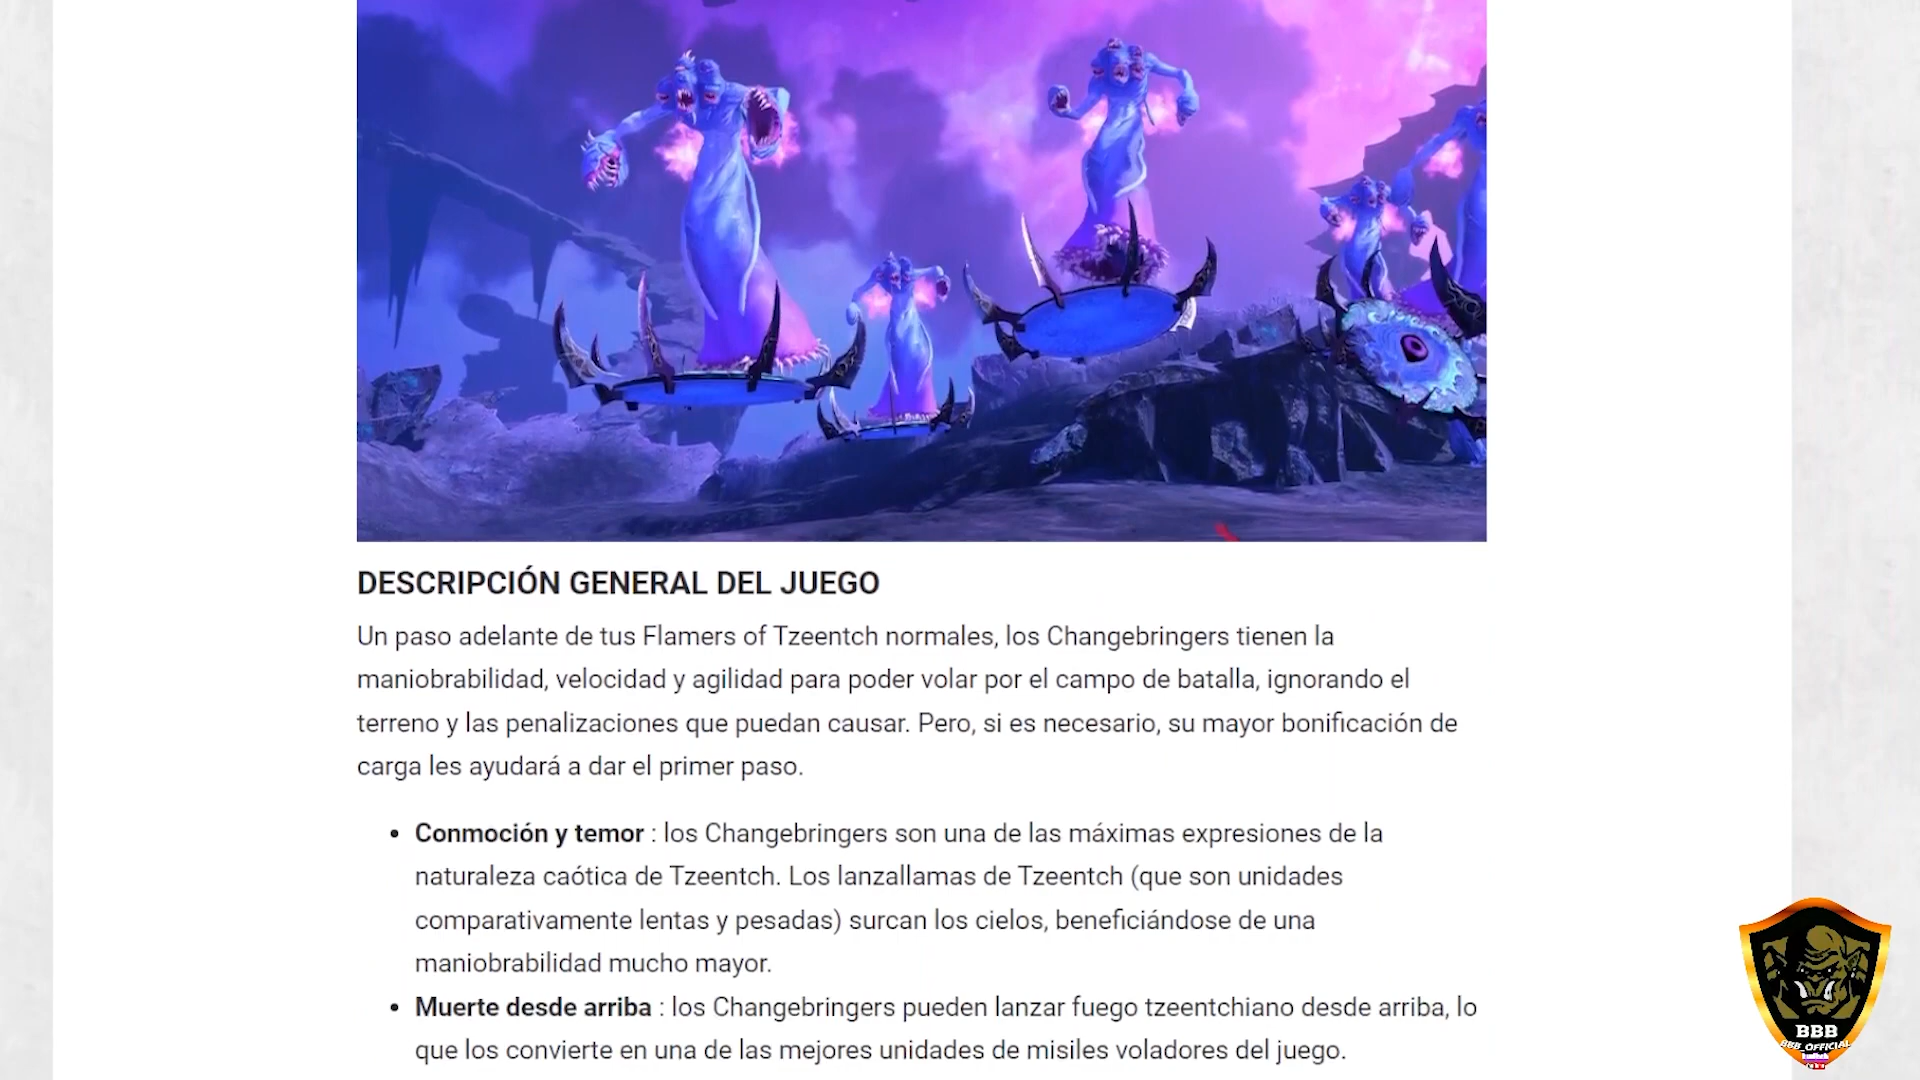 DESCRIPCIÓN GENERAL DEL JUEGO
Un paso adelante de tus Flamers of Tzeentch normales, los Changebringers tienen la
maniobrabilidad, velocidad y agilidad para poder volar por el campo de batalla, ignorando el
terreno y las penalizaciones que puedan causar. Pero, si es necesario, su mayor bonificación de
carga les ayudará a dar el primer paso.
• Conmoción y temor : los Changebringers son una de las máximas expresiones de la
naturaleza caótica de Tzeentch. Los lanzallamas de Tzeentch (que son unidades
comparativamente lentas y pesadas) surcan los cielos, beneficiándose de una
maniobrabilidad mucho mayor.
• Muerte desde arriba : los Changebringers pueden lanzar fuego tzeentchiano desde arriba, lo
que los convierte en una de las mejores unidades de misiles voladores del juego.
BBB
BBB_OFFICIAL